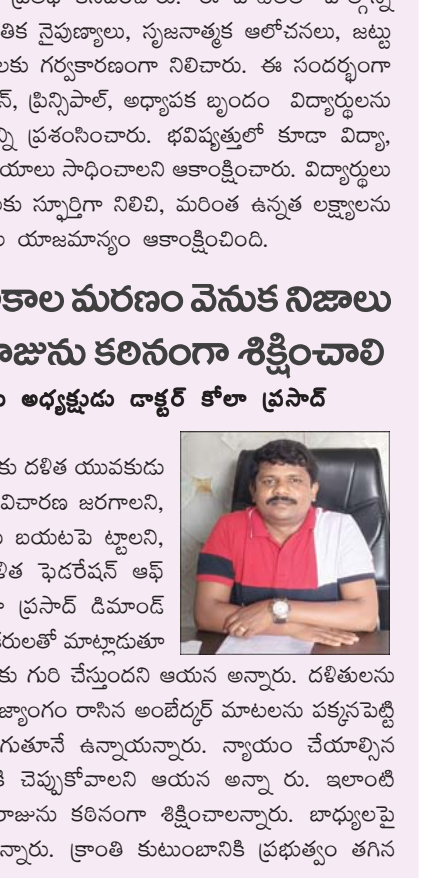 తిక నైపుణ్యాలు, సృజనాత్మక ఆలోచనలు, జట్టు
లకు గర్వకారణంగా నిలిచారు. ఈ సందర్భంగా
న్, ప్రిన్సిపాల్, అధ్యాపక బృందం విద్యార్థులను
న్ని ప్రశంసించారు. భవిష్యత్తులో కూడా విద్యా,
యాలు సాధించాలని ఆకాంక్షించారు. విద్యార్థులు
లకు స్ఫూర్తిగా నిలిచి, మరింత ఉన్నత లక్ష్యాలను
ల యాజమాన్యం ఆకాంక్షించింది.
కాల మరణం వెనుక నిజాలు
రాజును కఠినంగా శిక్షించాలి
అధ్యక్షుడు డాక్టర్ కోలా ప్రసాద్
కు దళిత యువకుడు
విచారణ జరగాలని,
బయటపె ట్టాలని,
ళిత ఫెడరేషన్ ఆఫ్
ప్రసాద్ డిమాండ్
కరులతో మాట్లాడుతూ
కు గురి చేస్తుందని ఆయన అన్నారు. దళితులను
జ్యాంగం రాసిన అంబేద్కర్ మాటలను పక్కనపెట్టి
గుతూనే ఉన్నాయన్నారు. న్యాయం చేయాల్సిన
కి చెప్పుకోవాలని ఆయన అన్నా రు. ఇలాంటి
రాజును కఠినంగా శిక్షించాలన్నారు. బాధ్యులపై
న్నారు. క్రాంతి కుటుంబానికి ప్రభుత్వం తగిన